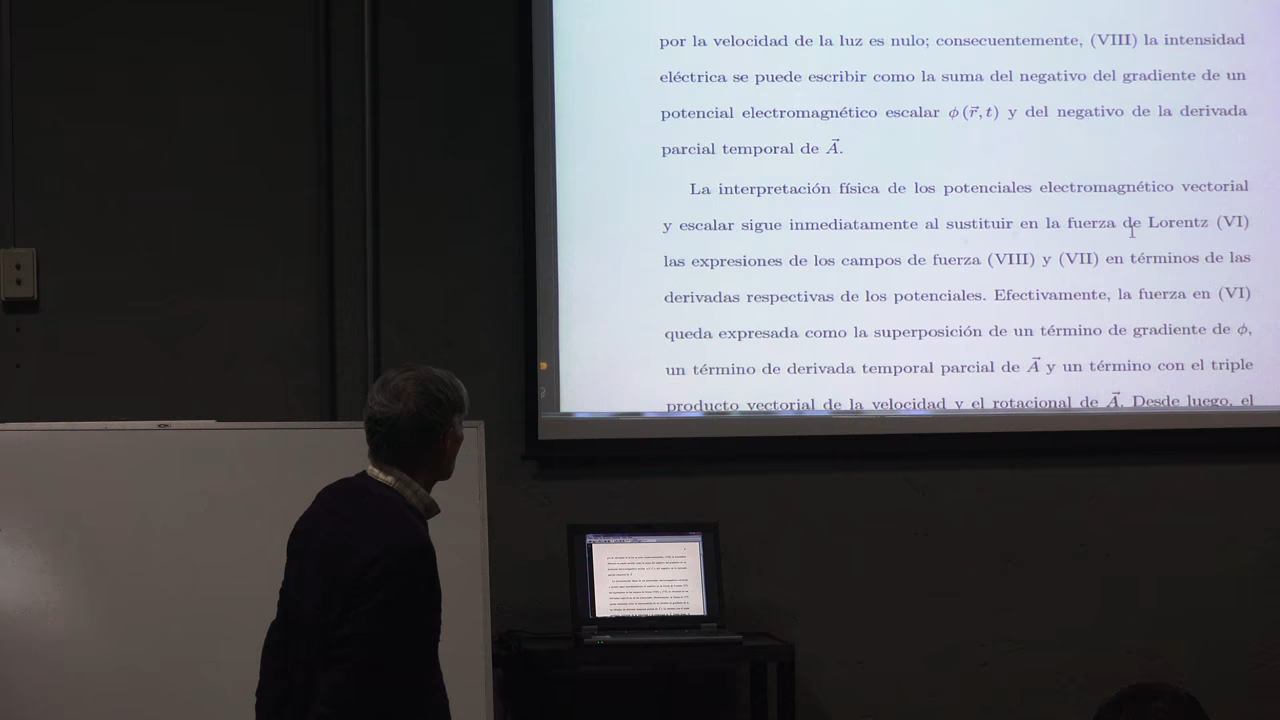 por la velocidad de la luz es nulo; consecuentemente, (VIII) la intensidad
eléctrica se puede escribir como la suma del negativo del gradiente de un
potencial electromagnético escalar ϕ (r⃗, t) y del negativo de la derivada
parcial temporal de A⃗.
La interpretación física de los potenciales electromagnético vectorial
y escalar sigue inmediatamente al sustituir en la fuerza de Lorentz (VI)
las expresiones de los campos de fuerza (VIII) y (VII) en términos de las
derivadas respectivas de los potenciales. Efectivamente, la fuerza en (VI)
queda expresada como la superposición de un término de gradiente de ϕ,
un término de derivada temporal parcial de A⃗ y un término con el triple
producto vectorial de la velocidad y el rotacional de A⃗. Desde luego, el